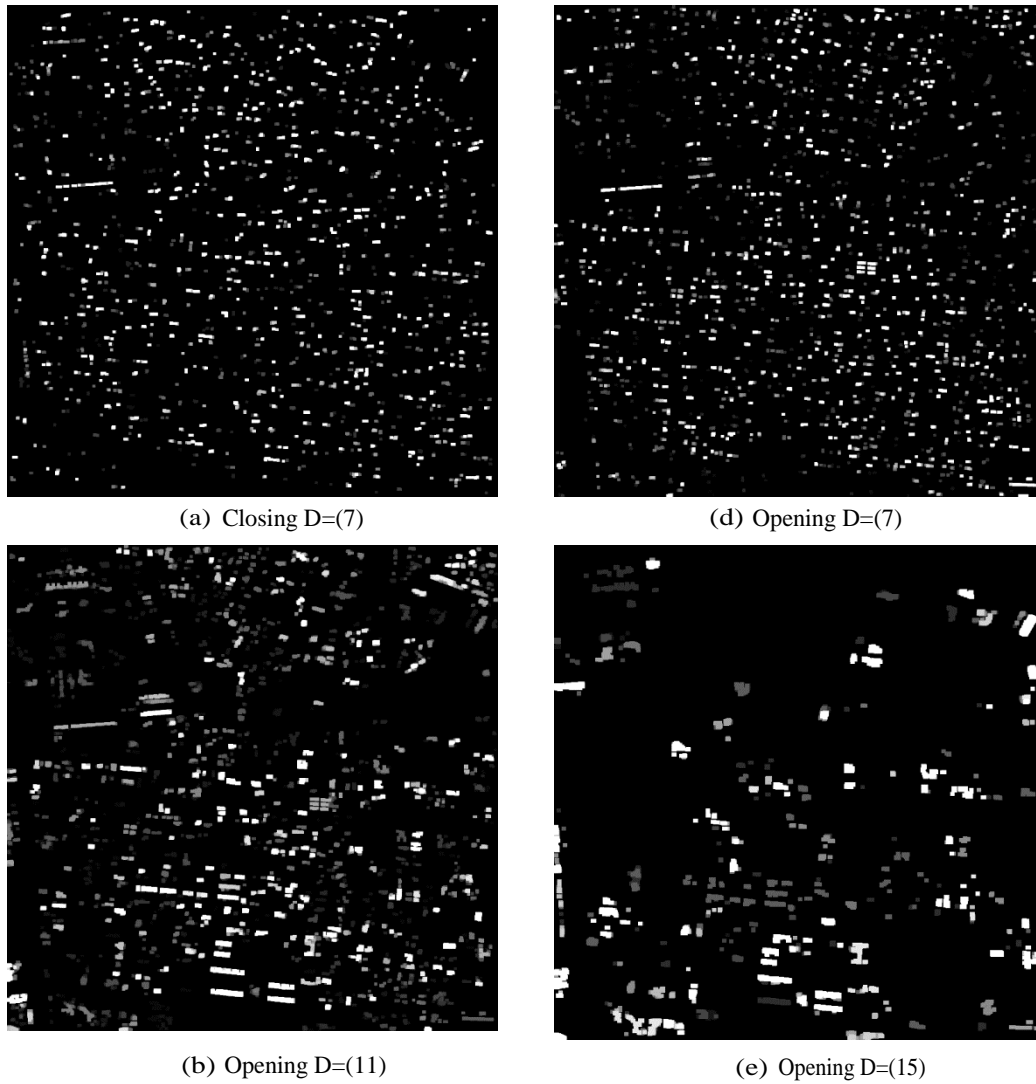 (a) Closing D=(7)
(d) Opening D=(7)
(b) Opening D=(11)
(e) Opening D=(15)